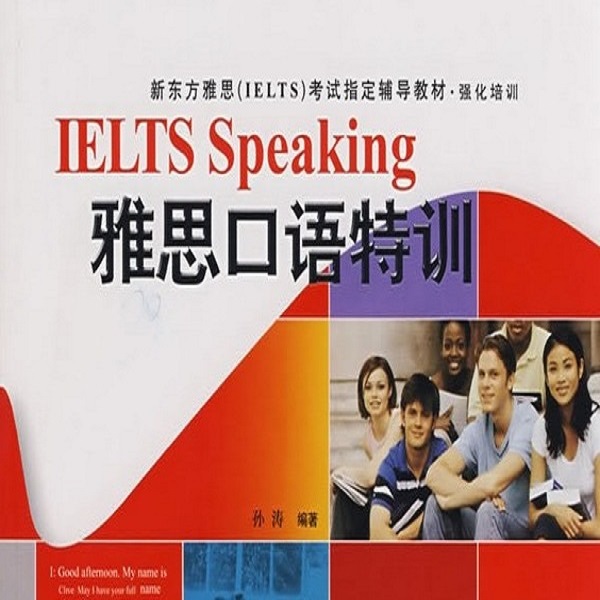 新东方雅思(IELTS)考试指定辅导教材·强化培训
IELTS Speaking
雅思口语特训
孙涛 编著
I: Good afternoon. My name is
Clove. May I have your full name